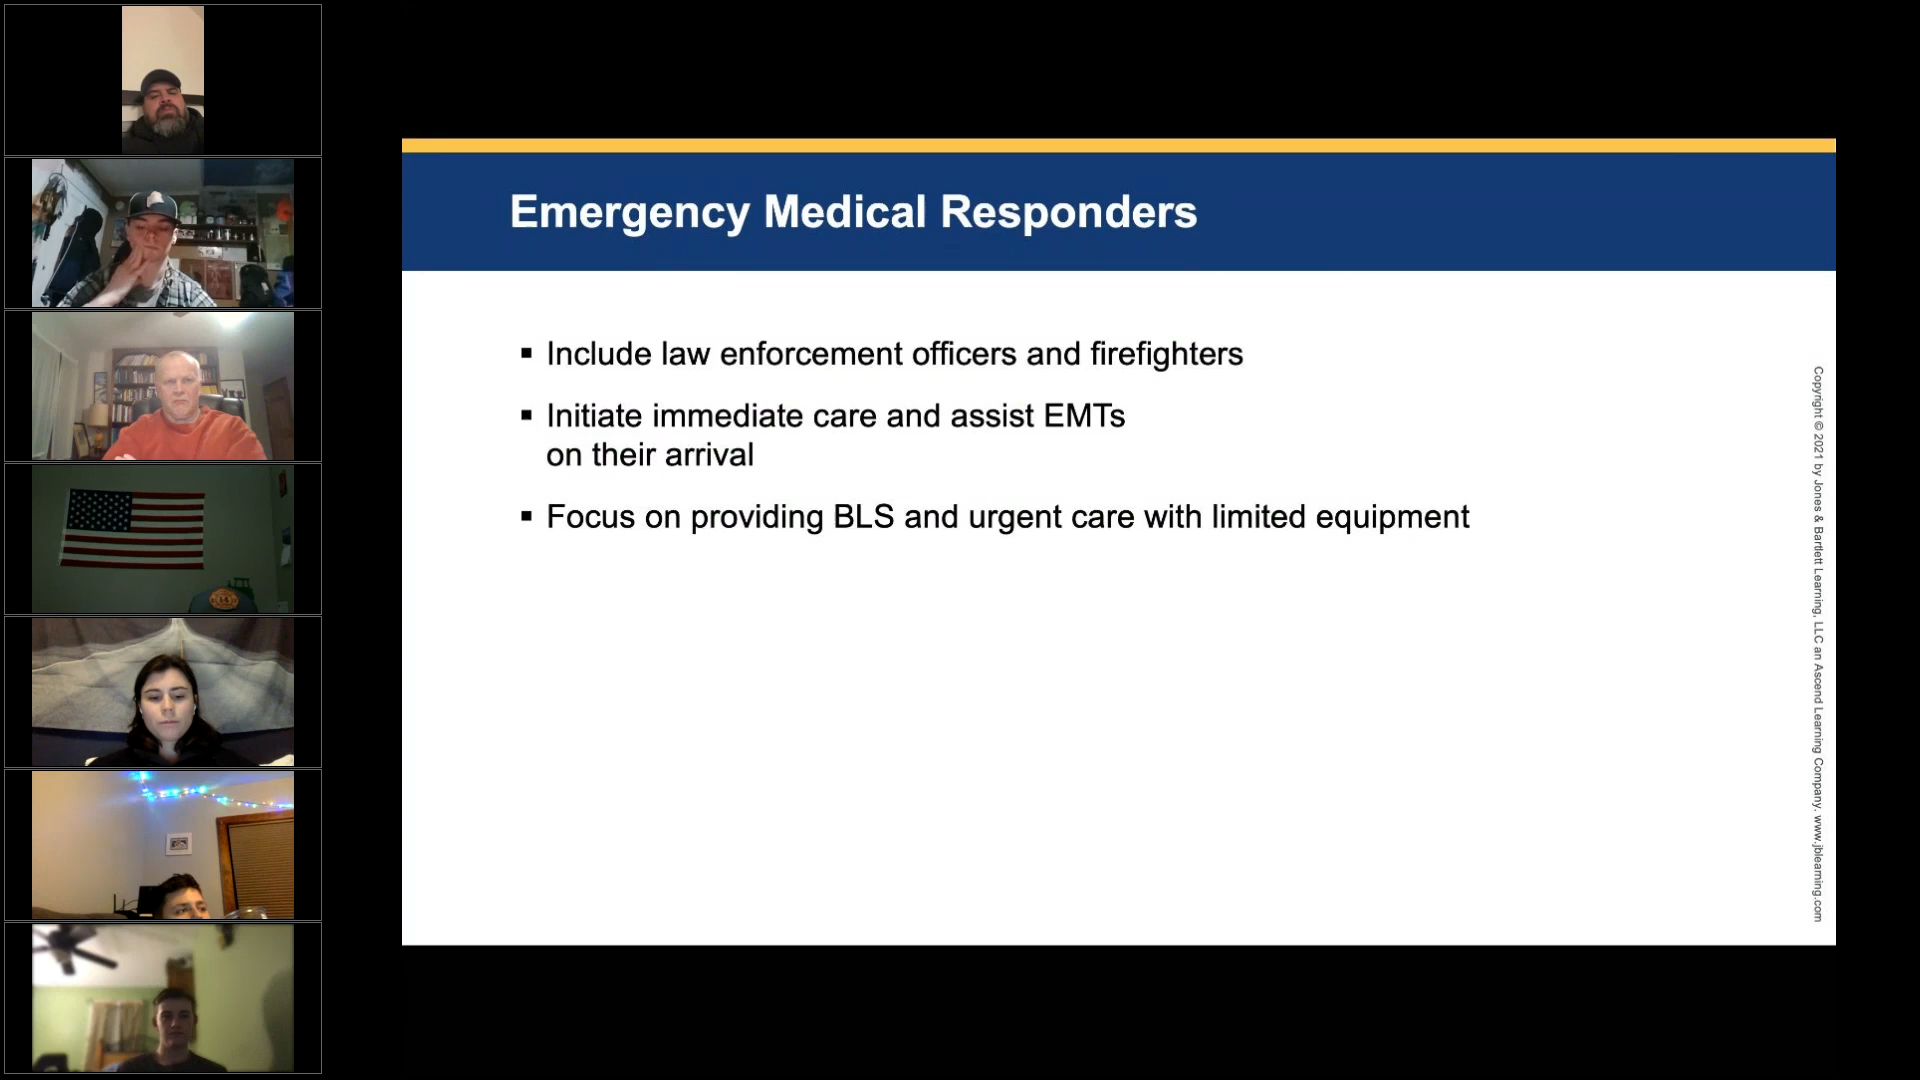 Emergency Medical Responders
▪ Include law enforcement officers and firefighters
▪ Initiate immediate care and assist EMTs
on their arrival
▪ Focus on providing BLS and urgent care with limited equipment
Copyright © 2021 by Jones & Bartlett Learning, LLC an Ascend Learning Company. www.jblearning.com